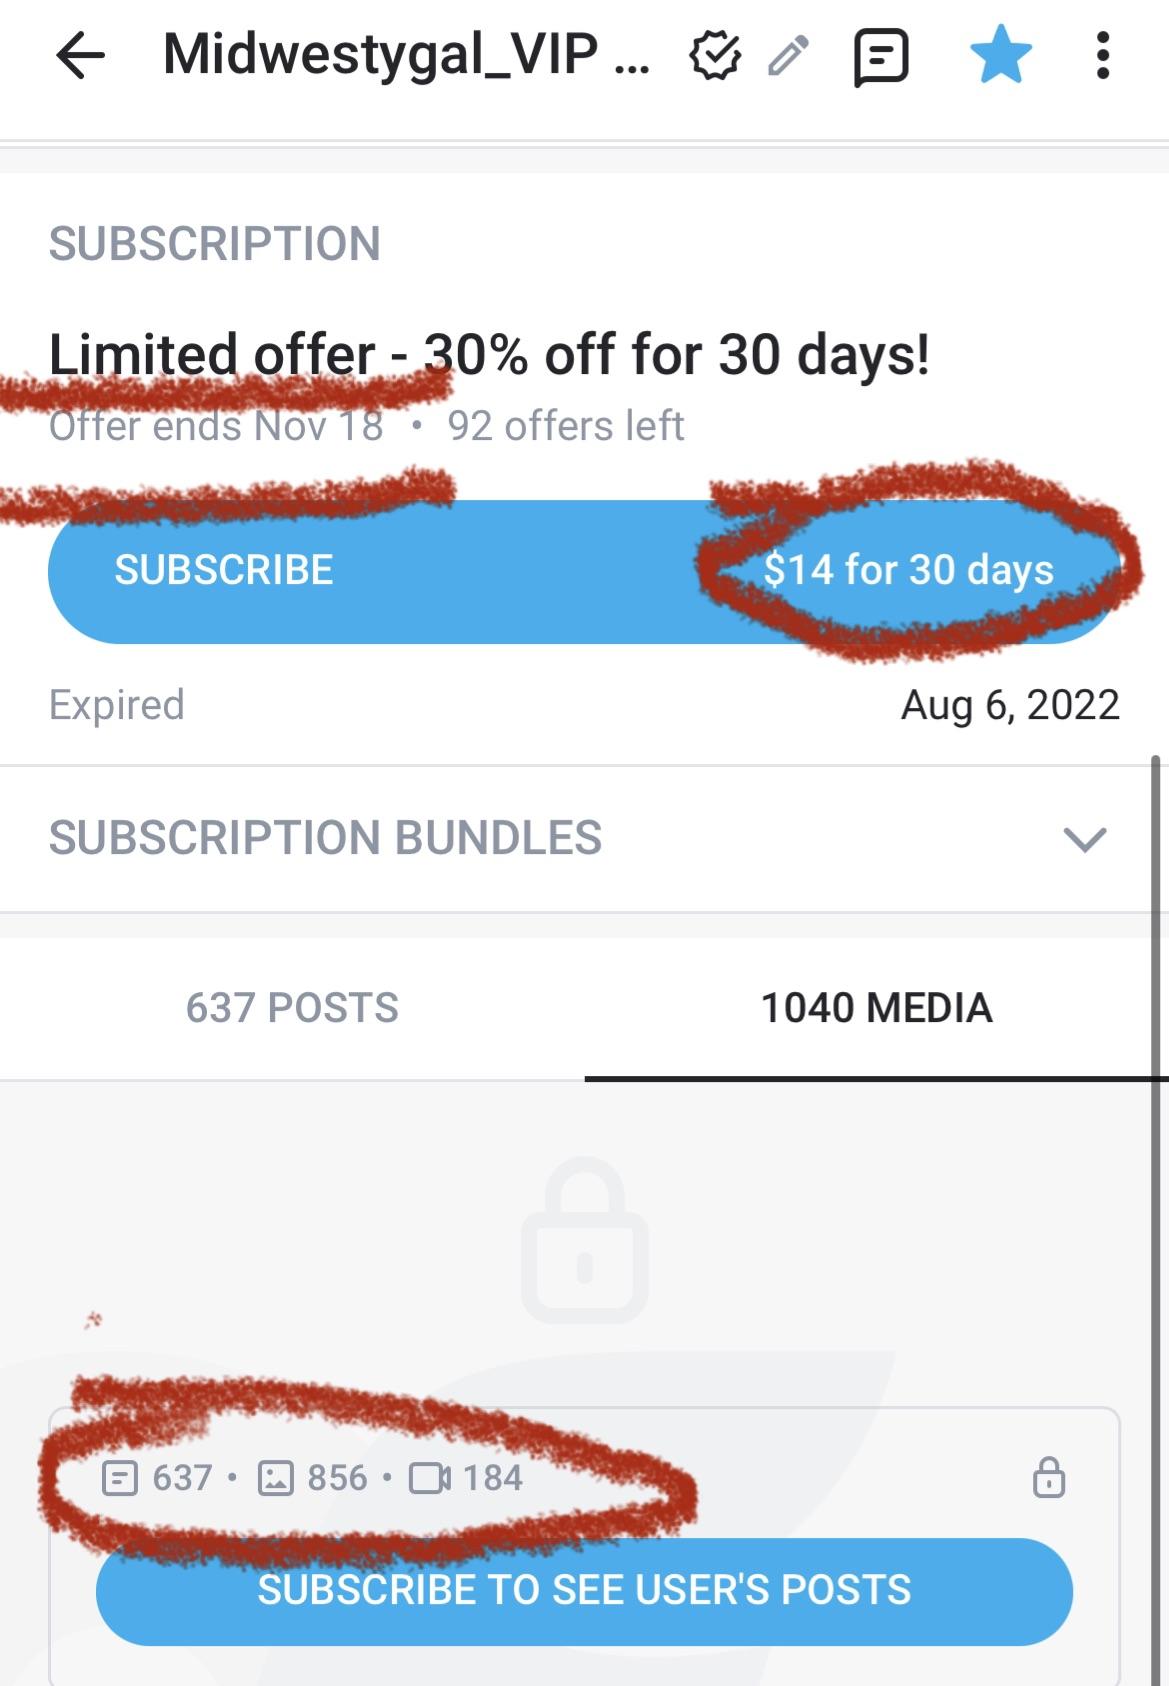 Midwestygal_VIP ...
SUBSCRIPTION
Limited offer - 30% off for 30 days!
Offer ends Nov 18 • 92 offers left
SUBSCRIBE $14 for 30 days
Expired Aug 6, 2022
SUBSCRIPTION BUNDLES
637 POSTS 1040 MEDIA
637 • 856 • 184
SUBSCRIBE TO SEE USER'S POSTS